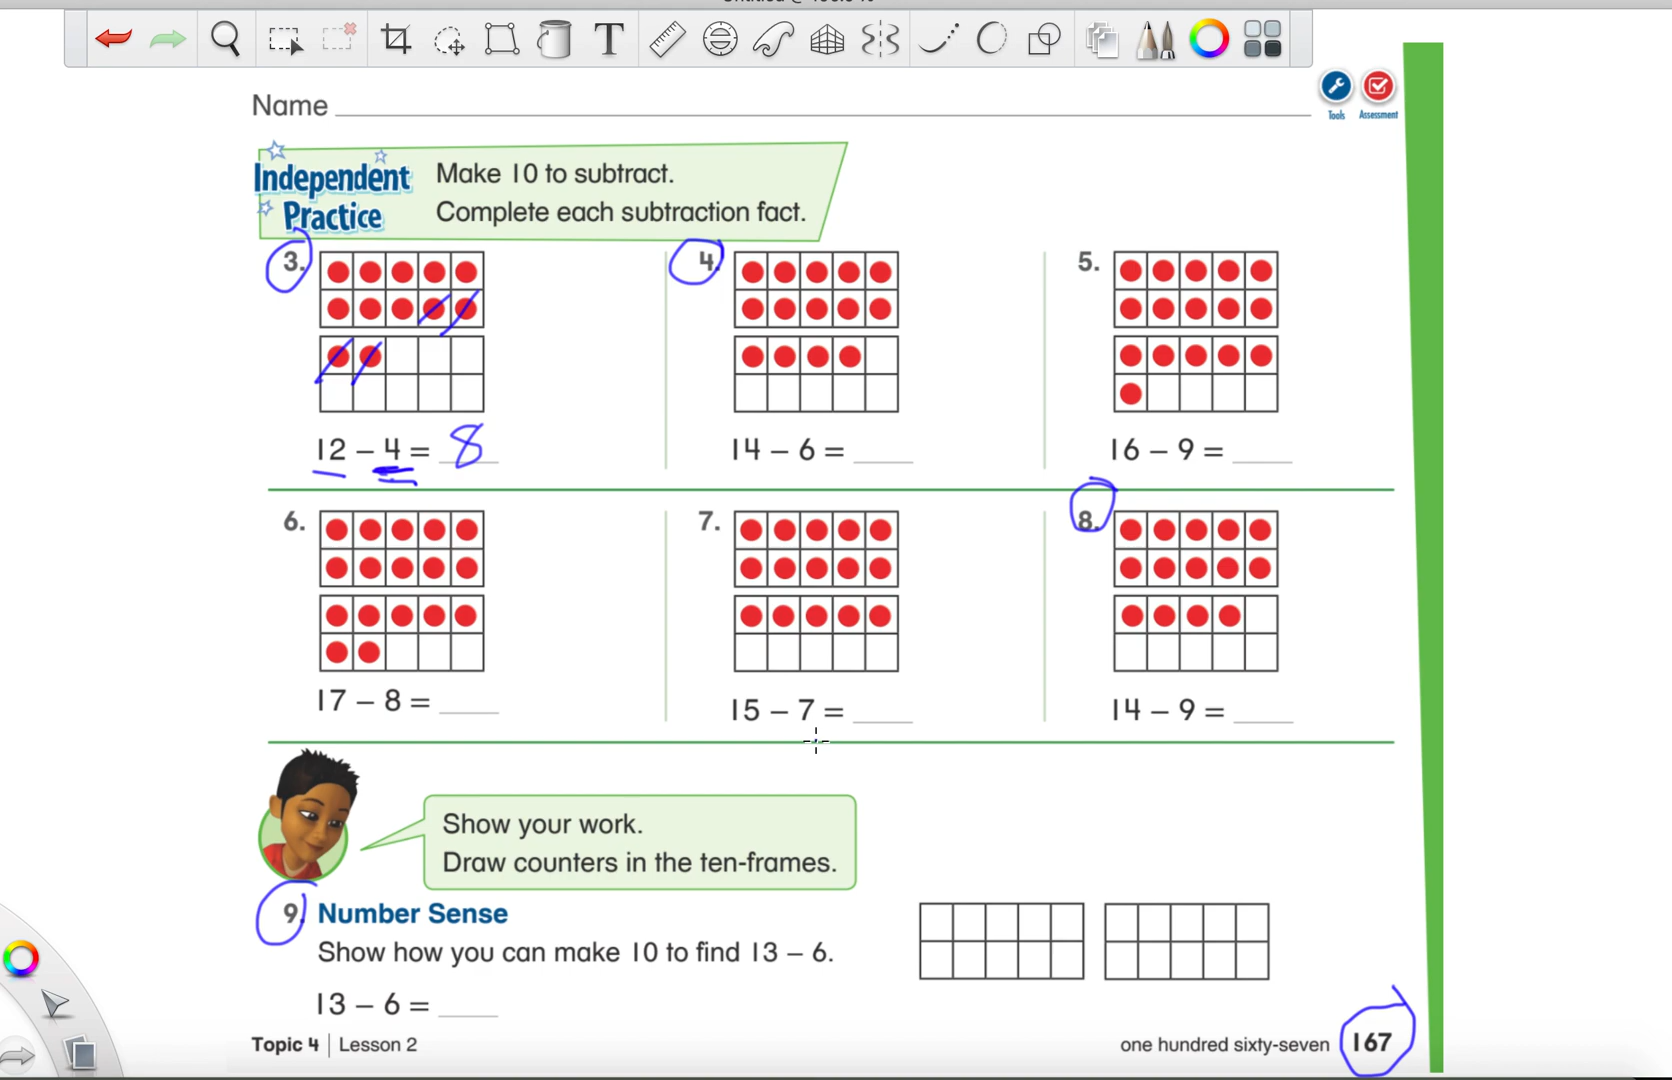 Name
Tools Assessment
Independent Practice
Make 10 to subtract.
Complete each subtraction fact.
3.
12 – 4 = 8
4.
14 – 6 =
5.
16 – 9 =
6.
17 – 8 =
7.
15 – 7 =
8.
14 – 9 =
Show your work.
Draw counters in the ten-frames.
9. Number Sense
Show how you can make 10 to find 13 – 6.
13 – 6 =
Topic 4 | Lesson 2
one hundred sixty-seven 167